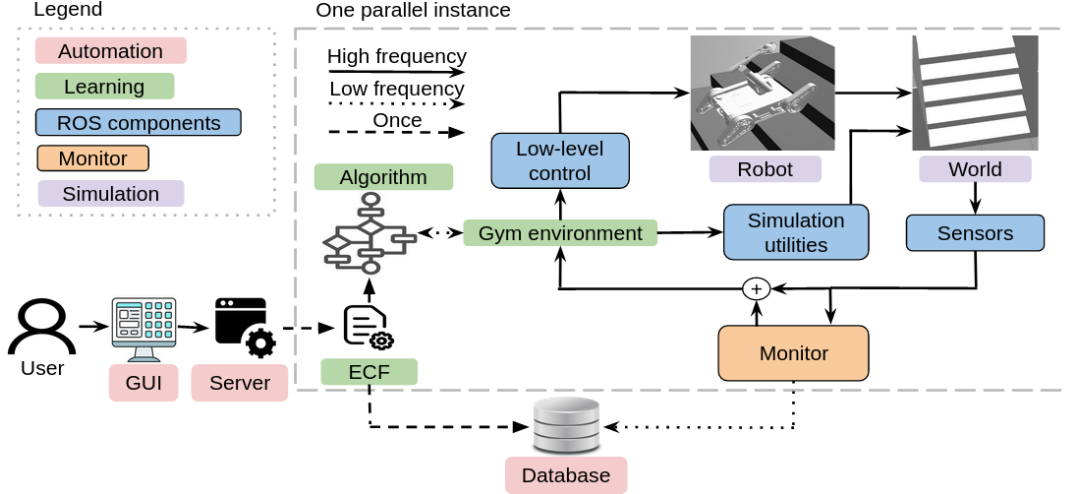 Legend
Automation
Learning
ROS components
Monitor
Simulation
One parallel instance
High frequency
Low frequency
Once
Algorithm
Low-level
control
Gym environment
Robot
World
Simulation
utilities
Sensors
+
Monitor
User
GUI
Server
ECF
Database